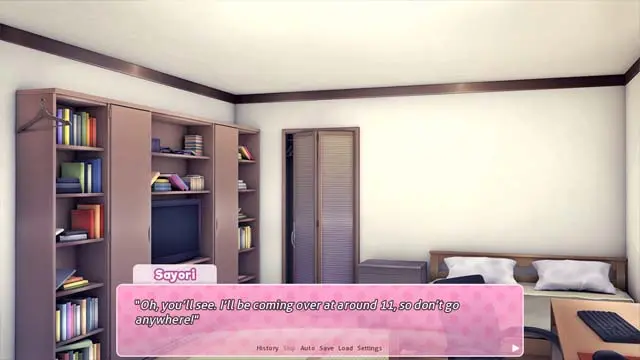 Sayori
"Oh, you'll see. I'll be coming over at around 11, so don't go
anywhere!"
History Skip Auto Save Load Settings